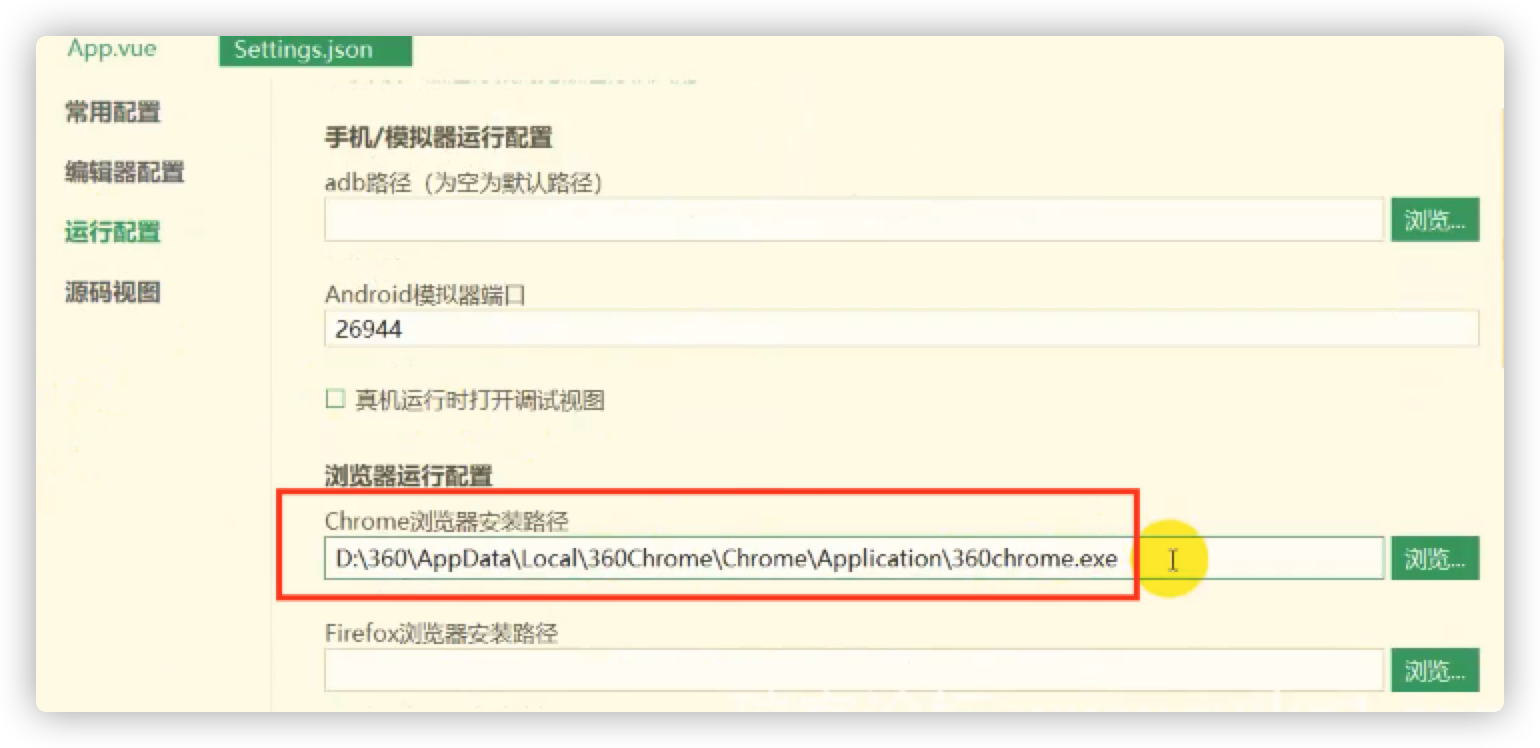 App.vue
Settings.json
常用配置
编辑器配置
运行配置
源码视图
手机/模拟器运行配置
adb路径（为空为默认路径）
浏览...
Android模拟器端口
26944
真机运行时打开调试视图
浏览器运行配置
Chrome浏览器安装路径
D:\360\AppData\Local\360Chrome\Chrome\Application\360chrome.exe
浏览...
Firefox浏览器安装路径
浏览...